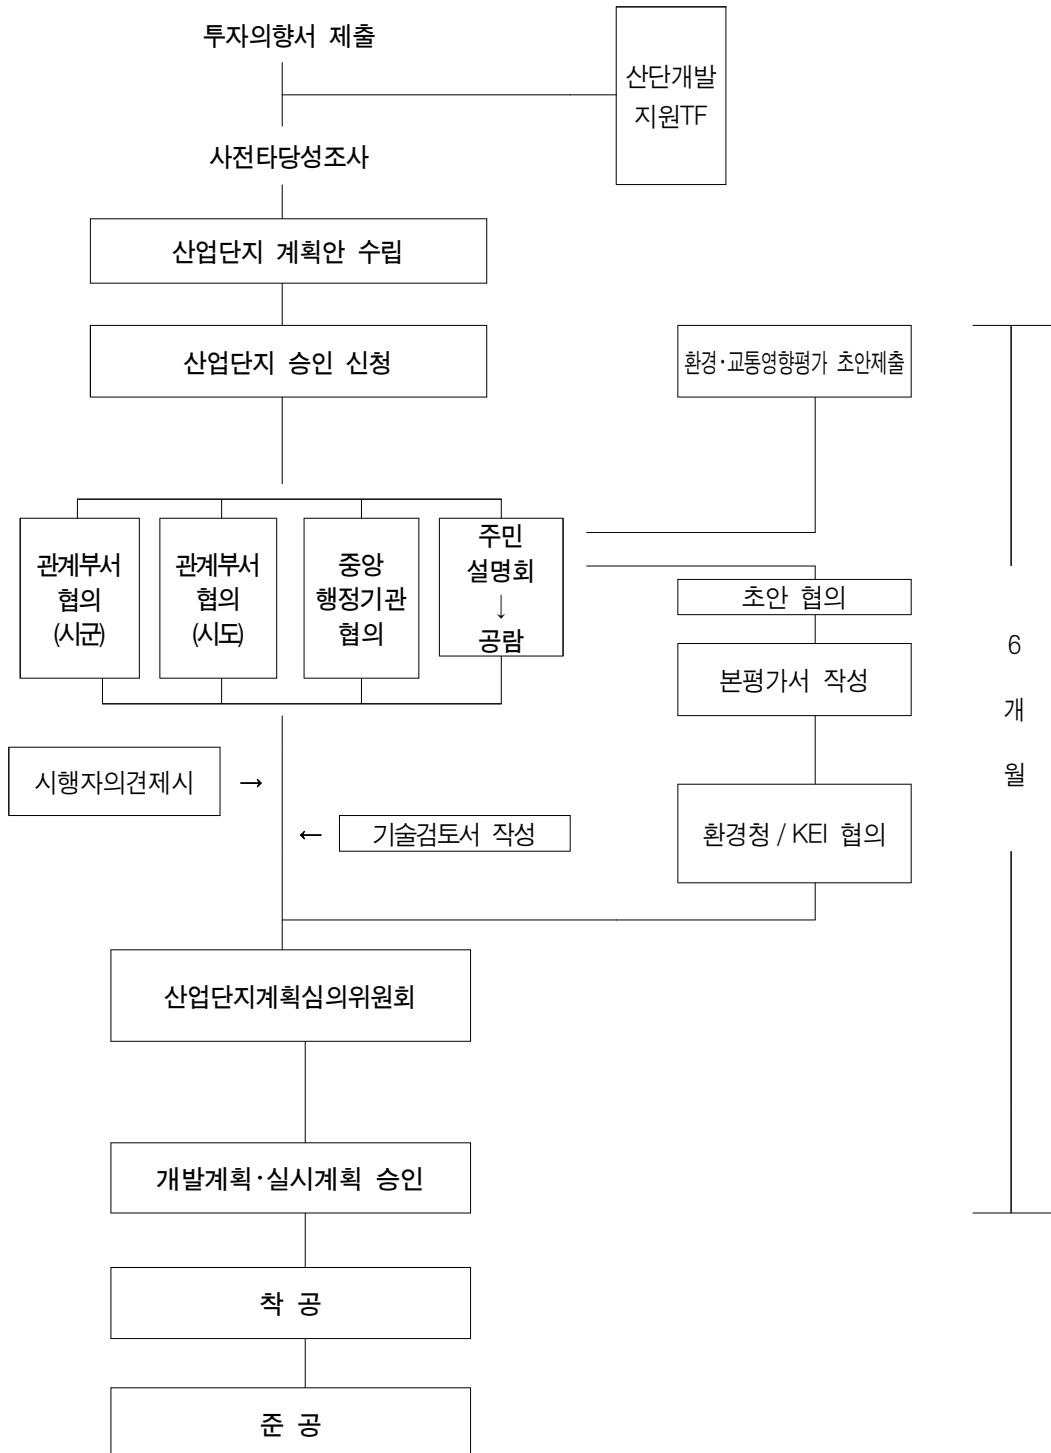 투자의향서 제출
산단개발
지원TF
사전타당성조사
산업단지 계획안 수립
산업단지 승인 신청
환경·교통영향평가 초안제출
관계부서
협의
(시군)
관계부서
협의
(시도)
중앙
행정기관
협의
주민
설명회
↓
공람
초안 협의
본평가서 작성
6
개
월
시행자의견제시 →
← 기술검토서 작성
환경청 / KEI 협의
산업단지계획심의위원회
개발계획·실시계획 승인
착 공
준 공